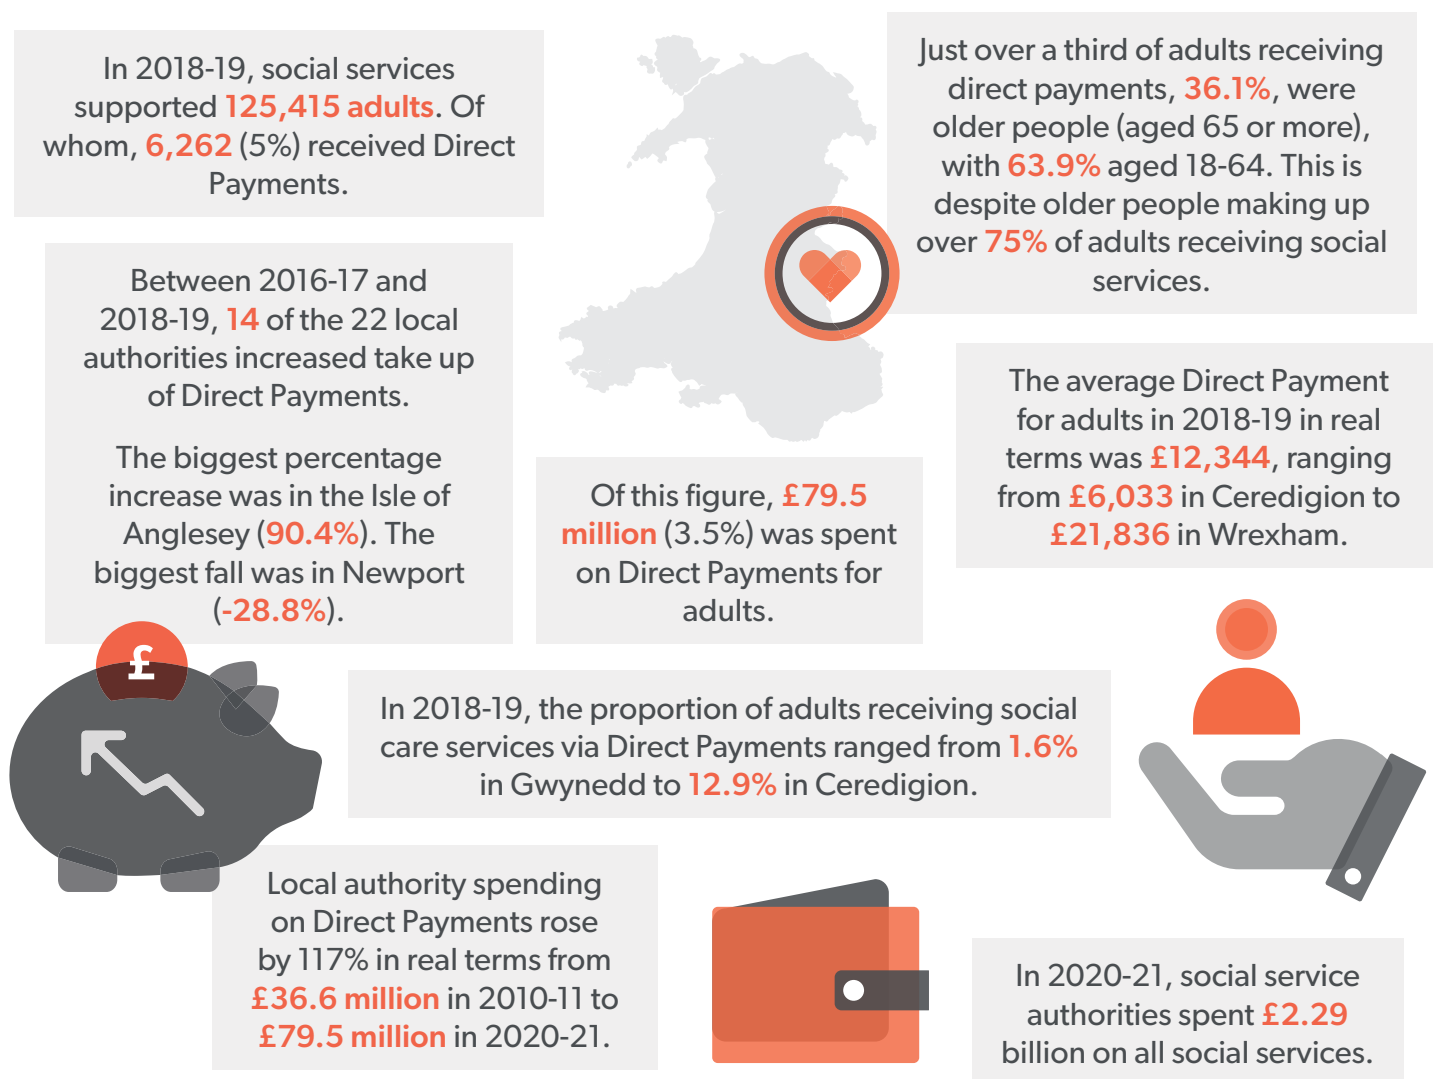 In 2018-19, social services
supported 125,415 adults. Of
whom, 6,262 (5%) received Direct
Payments.
Just over a third of adults receiving
direct payments, 36.1%, were
older people (aged 65 or more),
with 63.9% aged 18-64. This is
despite older people making up
over 75% of adults receiving social
services.
Between 2016-17 and
2018-19, 14 of the 22 local
authorities increased take up
of Direct Payments.
The biggest percentage
increase was in the Isle of
Anglesey (90.4%). The
biggest fall was in Newport
(-28.8%).
The average Direct Payment
for adults in 2018-19 in real
terms was £12,344, ranging
from £6,033 in Ceredigion to
£21,836 in Wrexham.
Of this figure, £79.5
million (3.5%) was spent
on Direct Payments for
adults.
£
In 2018-19, the proportion of adults receiving social
care services via Direct Payments ranged from 1.6%
in Gwynedd to 12.9% in Ceredigion.
Local authority spending
on Direct Payments rose
by 117% in real terms from
£36.6 million in 2010-11 to
£79.5 million in 2020-21.
In 2020-21, social service
authorities spent £2.29
billion on all social services.